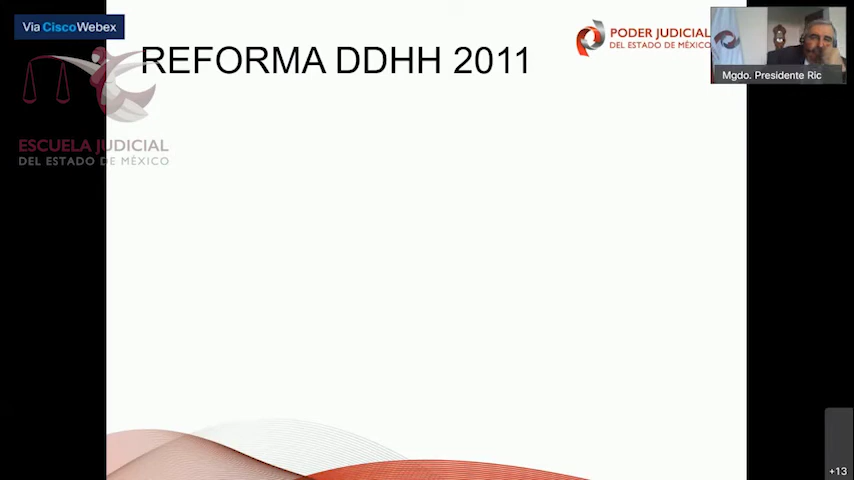 Vía CiscoWebex
REFORMA DDHH 2011
PODER JUDICIAL
DEL ESTADO DE MÉXICO
Mgdo. Presidente Ric
ESCUELA JUDICIAL
DEL ESTADO DE MÉXICO
+13